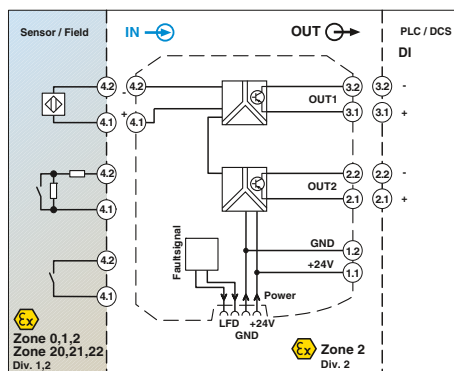 Sensor / Field
IN
OUT
PLC / DCS
DI
4.2
4.2
-
3.2
3.2
-
OUT1
4.1
+
4.1
3.1
3.1
+
4.2
2.2
2.2
-
OUT2
4.1
2.1
2.1
+
Faultsignal
GND
1.2
4.2
+24V
1.1
4.1
Power
LFD
+24V
GND
Ex
Zone 0,1,2
Zone 20,21,22
Div. 1,2
Ex
Zone 2
Div. 2